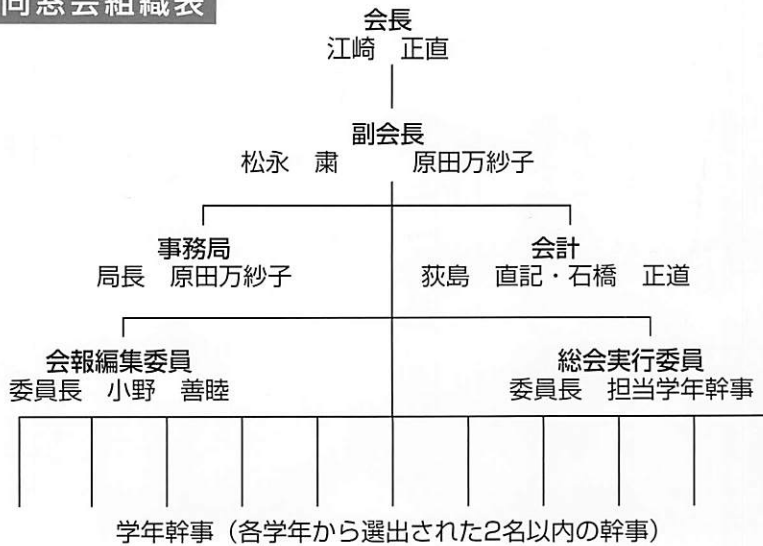 同窓会組織表
会長
江崎　正直
副会長
松永　粛　　　原田万紗子
事務局
局長　原田万紗子
会計
荻島　直記・石橋　正道
会報編集委員
委員長　小野　善睦
総会実行委員
委員長　担当学年幹事
学年幹事（各学年から選出された2名以内の幹事）